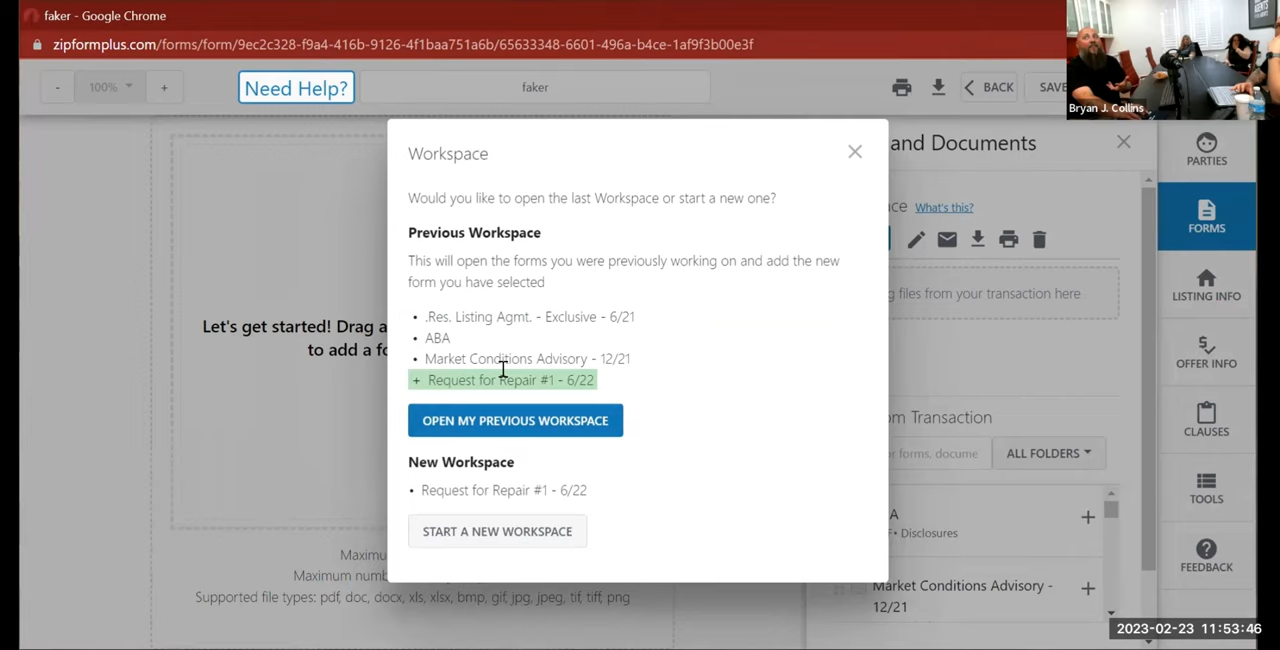 faker - Google Chrome
zipformplus.com/forms/form/9ec2c328-f9a4-416b-9126-4f1baa751a6b/65633348-6601-496a-b4ce-1af9f3b00e3f
- 100% +
Need Help?
faker
BACK
SAVE
Bryan J. Collins
Workspace
and Documents
Would you like to open the last Workspace or start a new one?
What's this?
Previous Workspace
This will open the forms you were previously working on and add the new
form you have selected
• .Res. Listing Agmt. - Exclusive - 6/21
• ABA
• Market Conditions Advisory - 12/21
+ Request for Repair #1 - 6/22
OPEN MY PREVIOUS WORKSPACE
New Workspace
• Request for Repair #1 - 6/22
START A NEW WORKSPACE
Let's get started! Drag a
to add a fo
Maximu
Maximum numb
Supported file types: pdf, doc, docx, xls, xlsx, bmp, gif, jpg, jpeg, tif, tiff, png
g files from your transaction here
m Transaction
r forms, docume
ALL FOLDERS
A
F• Disclosures
+
Market Conditions Advisory -
12/21
+
PARTIES
FORMS
LISTING INFO
OFFER INFO
CLAUSES
TOOLS
FEEDBACK
2023-02-23 11:53:46